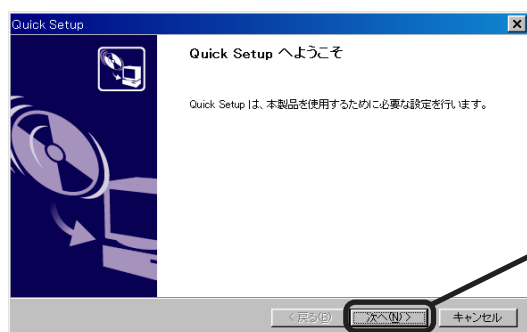 Quick Setup
Quick Setup へようこそ
Quick Setup は、本製品を使用するために必要な設定を行います。
< 戻る(B)
次へ(N) >
キャンセル